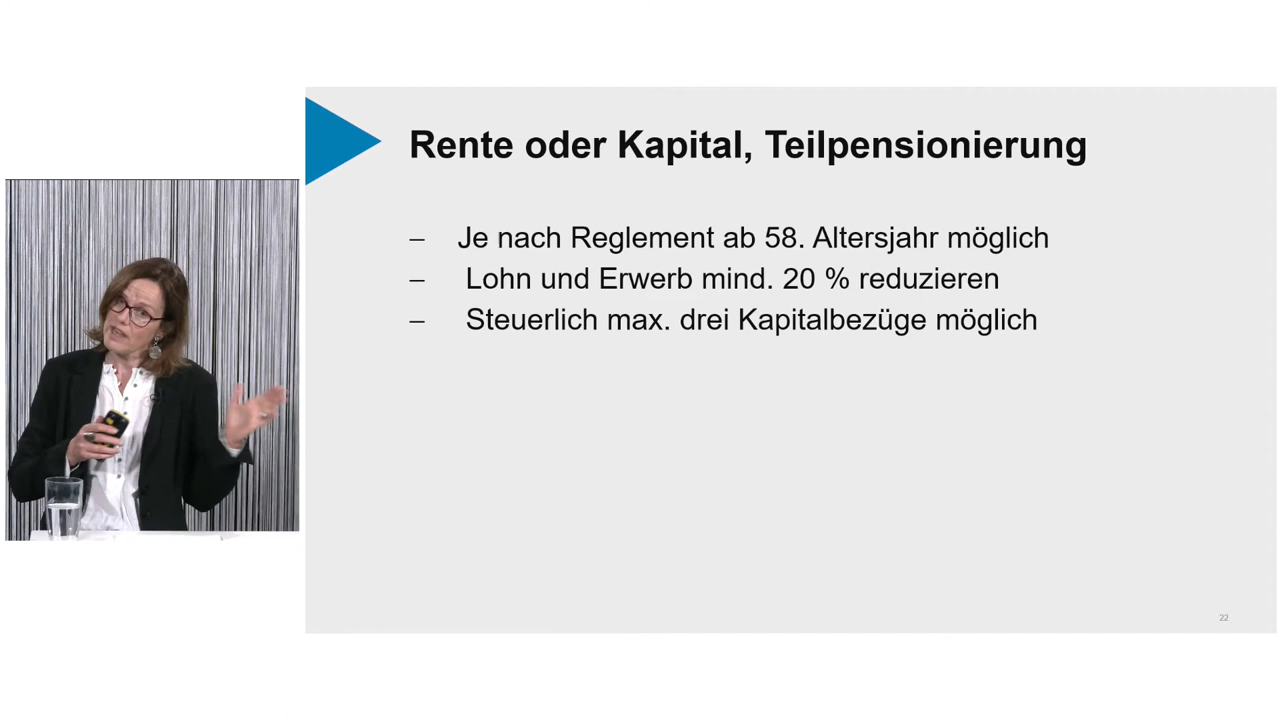 Rente oder Kapital, Teilpensionierung
– Je nach Reglement ab 58. Altersjahr möglich
– Lohn und Erwerb mind. 20 % reduzieren
– Steuerlich max. drei Kapitalbezüge möglich
22